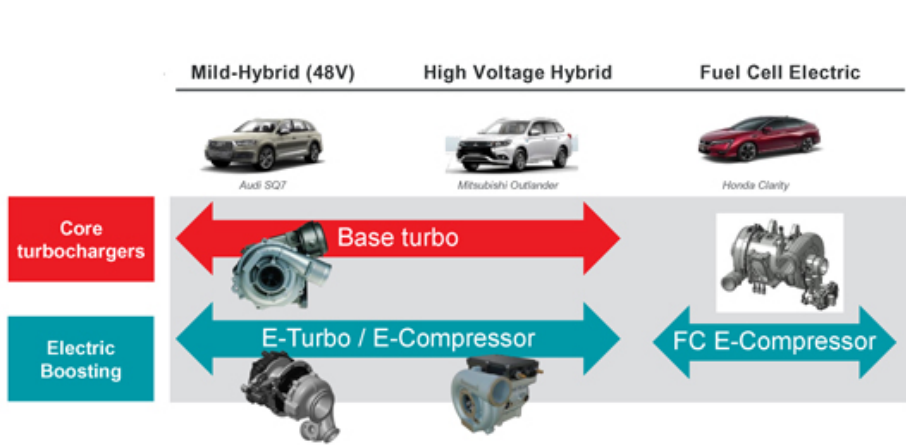 Mild-Hybrid (48V) High Voltage Hybrid Fuel Cell Electric
Audi SQ7 Mitsubishi Outlander Honda Clarity
Core
turbochargers
Base turbo
Electric
Boosting
E-Turbo / E-Compressor
FC E-Compressor